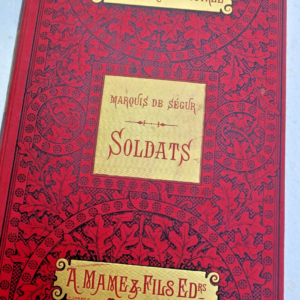 MARQUIS DE SÉGUR
SOLDATS
A. MAME & FILS EDRS